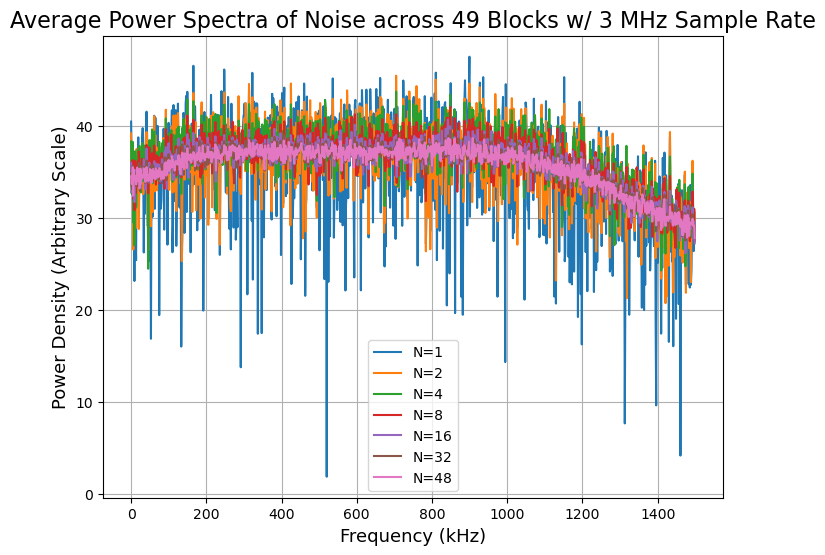 Average Power Spectra of Noise across 49 Blocks w/ 3 MHz Sample Rate
Power Density (Arbitrary Scale)
40
30
20
10
0
N=1
N=2
N=4
N=8
N=16
N=32
N=48
0 200 400 600 800 1000 1200 1400
Frequency (kHz)